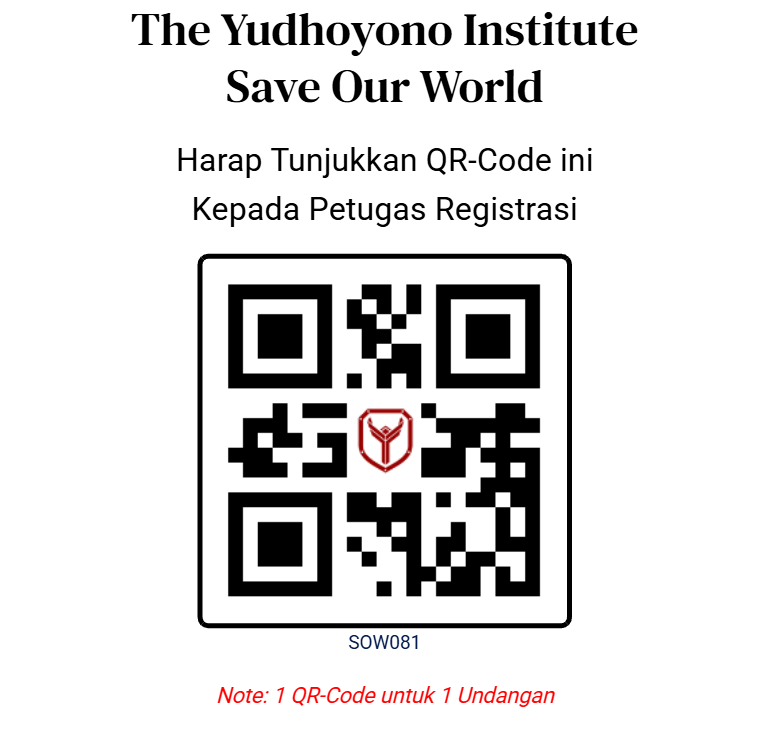 The Yudhoyono Institute
Save Our World
Harap Tunjukkan QR-Code ini
Kepada Petugas Registrasi
SOW081
Note: 1 QR-Code untuk 1 Undangan